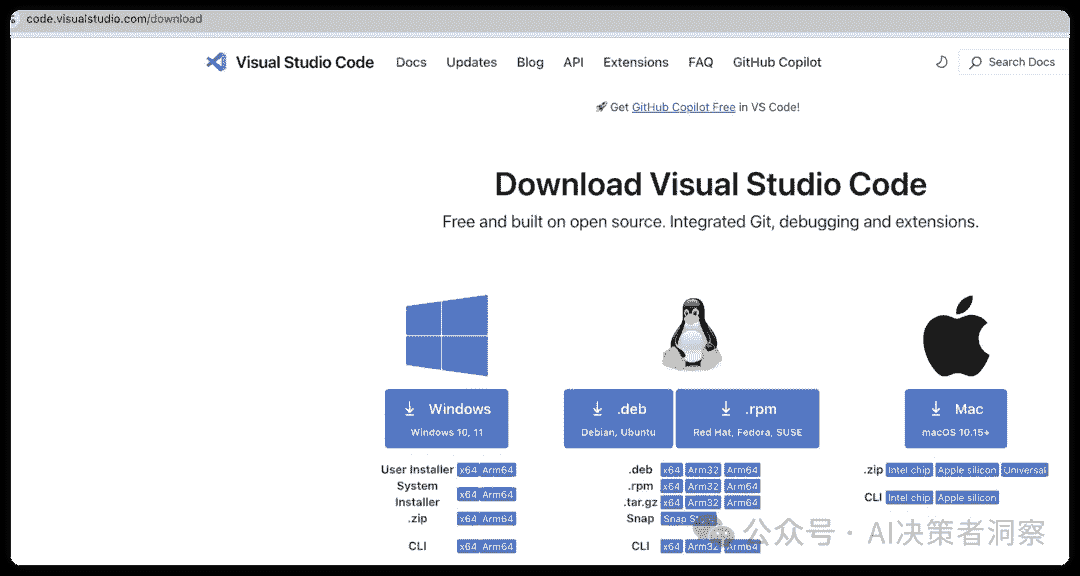 code.visualstudio.com/download
Visual Studio Code Docs Updates Blog API Extensions FAQ GitHub Copilot Search Docs
Get GitHub Copilot Free in VS Code!
Download Visual Studio Code
Free and built on open source. Integrated Git, debugging and extensions.
Windows
Windows 10, 11
.deb
Debian, Ubuntu
.rpm
Red Hat, Fedora, SUSE
Mac
macOS 10.15+
User Installer x64 Arm64
System Installer x64 Arm64
.zip x64 Arm64
CLI x64 Arm64
.deb x64 Arm32 Arm64
.rpm x64 Arm32 Arm64
.tar.gz x64 Arm32 Arm64
Snap Snap
CLI x64 Arm32 Arm64
.zip Intel chip Apple silicon Universal
CLI Intel chip Apple silicon
公众号 · AI决策者洞察